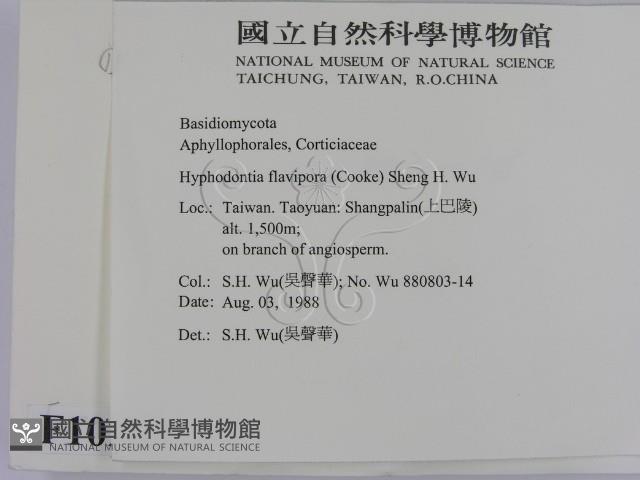 國立自然科學博物館
NATIONAL MUSEUM OF NATURAL SCIENCE
TAICHUNG, TAIWAN, R.O.CHINA
Basidiomycota
Aphyllophorales, Corticiaceae
Hyphodontia flavipora (Cooke) Sheng H. Wu
Loc.: Taiwan. Taoyuan: Shangpalin(上巴陵)
alt. 1,500m;
on branch of angiosperm.
Col.: S.H. Wu(吳聲華); No. Wu 880803-14
Date: Aug. 03, 1988
Det.: S.H. Wu(吳聲華)
F10
國立自然科學博物館
NATIONAL MUSEUM OF NATURAL SCIENCE